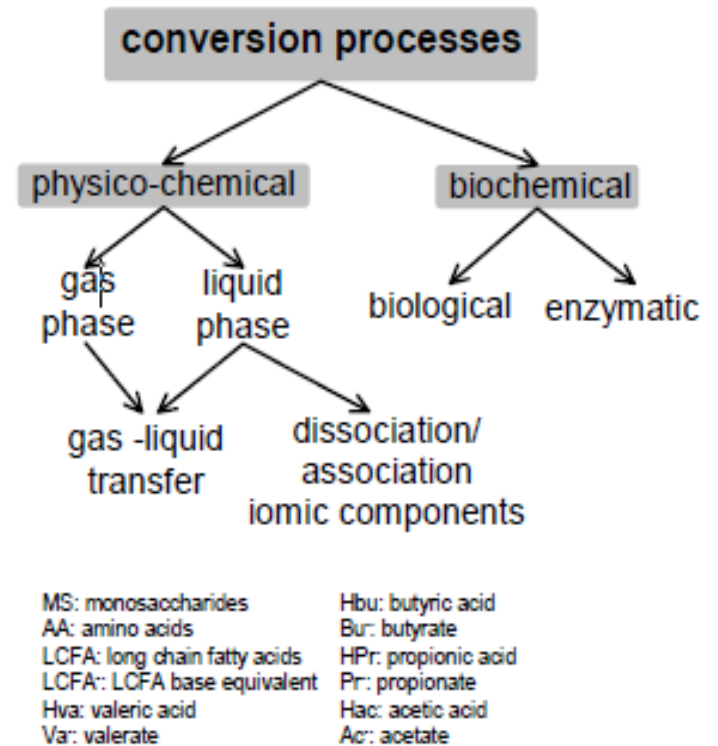 conversion processes
physico-chemical
biochemical
gas
phase
liquid
phase
biological
enzymatic
gas -liquid
transfer
dissociation/
association
iomic components
MS: monosaccharides
AA: amino acids
LCFA: long chain fatty acids
LCFA⁻: LCFA base equivalent
Hva: valeric acid
Va⁻: valerate
Hbu: butyric acid
Bu⁻: butyrate
HPr: propionic acid
Pr⁻: propionate
Hac: acetic acid
Ac⁻: acetate